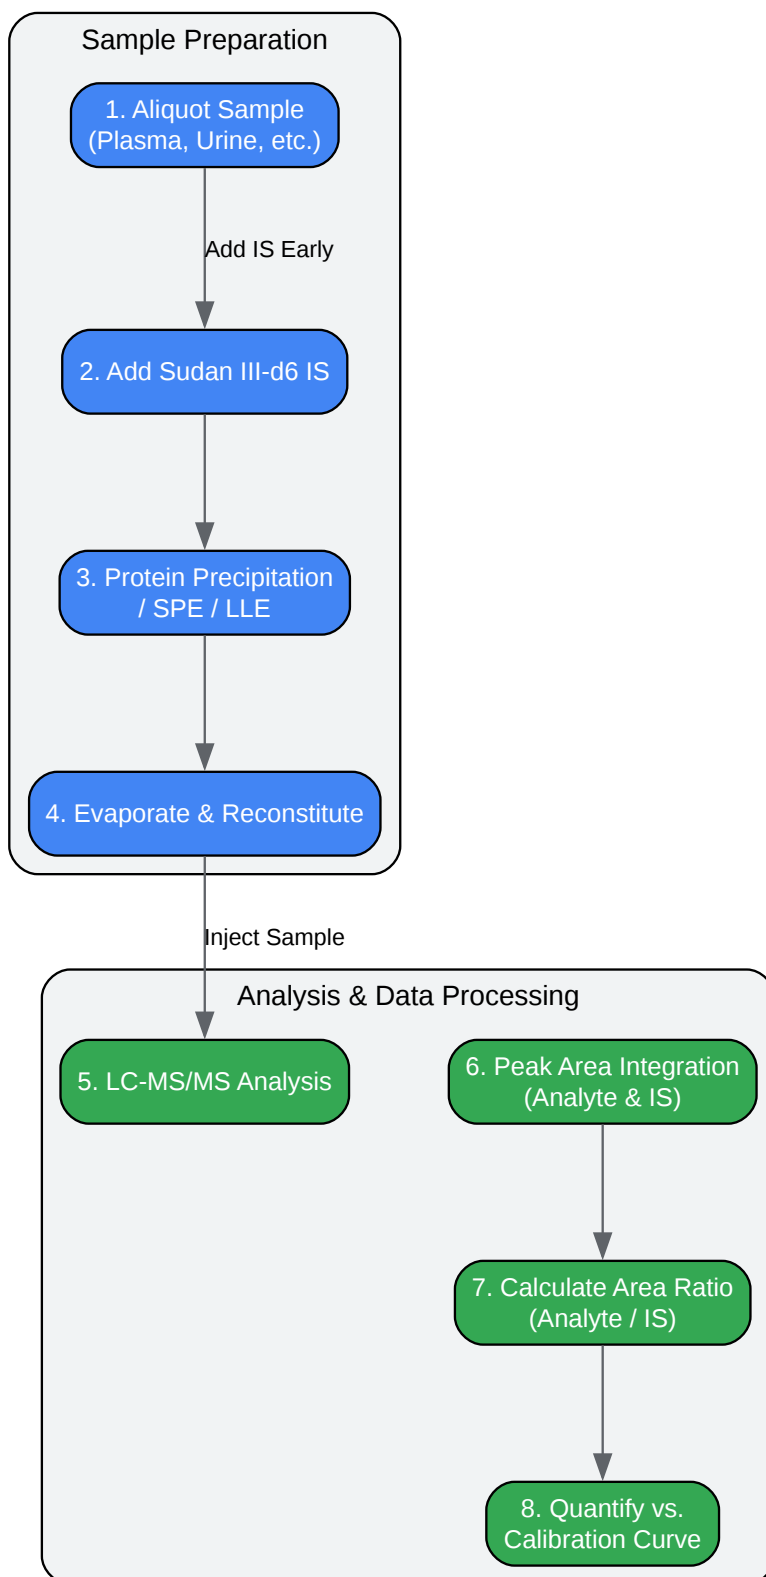 Sample Preparation
1. Aliquot Sample
(Plasma, Urine, etc.)
Add IS Early
2. Add Sudan III-d6 IS
3. Protein Precipitation
/ SPE / LLE
4. Evaporate & Reconstitute
Inject Sample
Analysis & Data Processing
5. LC-MS/MS Analysis
6. Peak Area Integration
(Analyte & IS)
7. Calculate Area Ratio
(Analyte / IS)
8. Quantify vs.
Calibration Curve